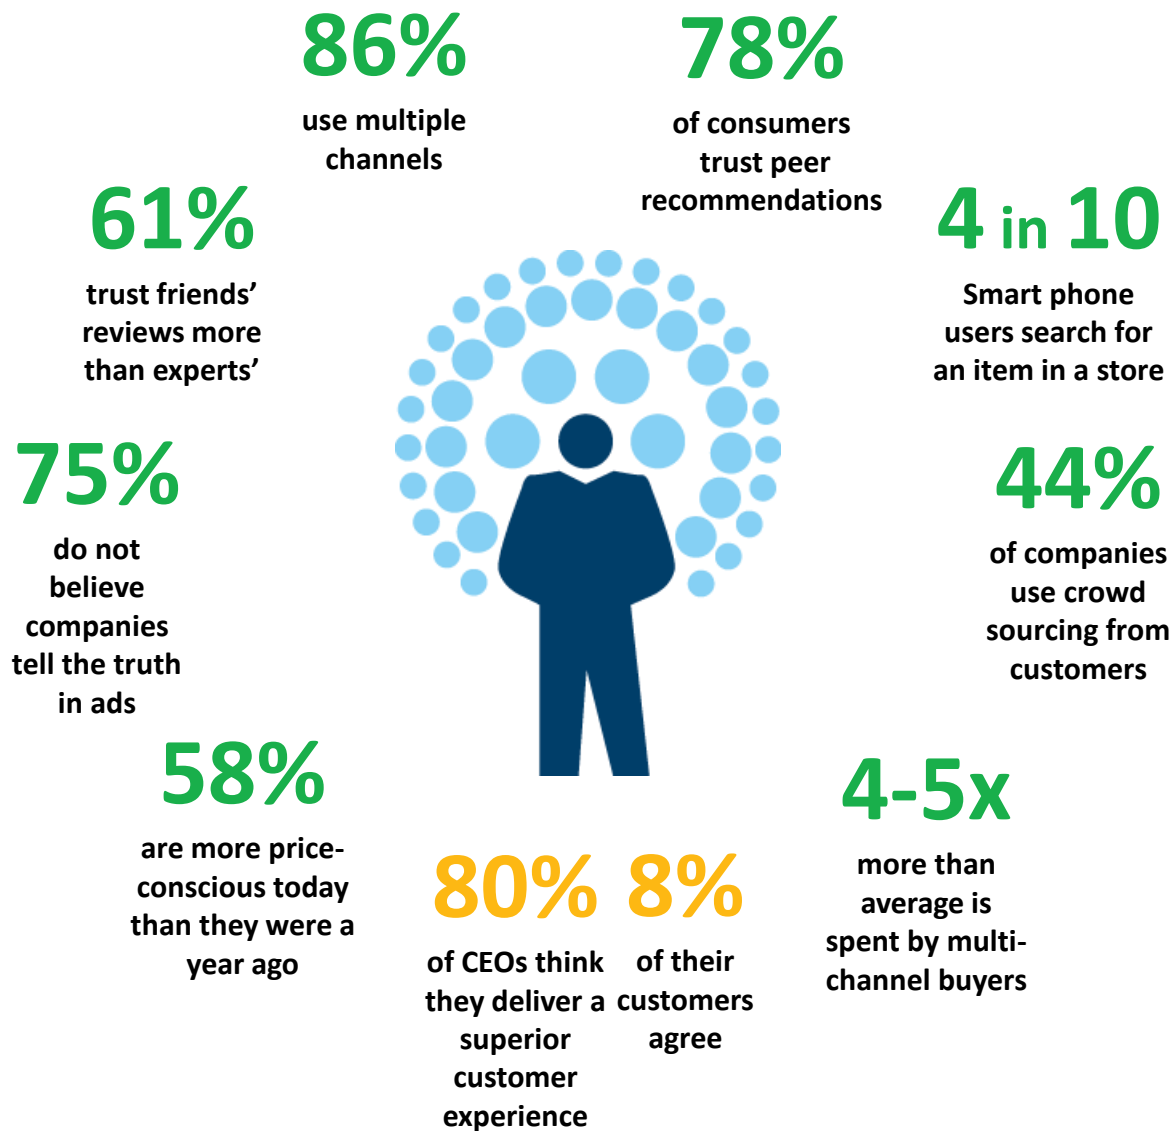 86%
use multiple
channels
78%
of consumers
trust peer
recommendations
61%
trust friends’
reviews more
than experts’
4 in 10
Smart phone
users search for
an item in a store
75%
do not
believe
companies
tell the truth
in ads
44%
of companies
use crowd
sourcing from
customers
58%
are more price-
conscious today
than they were a
year ago
4-5x
more than
average is
spent by multi-
channel buyers
80%
of CEOs think
they deliver a
superior
customer
experience
8%
of their
customers
agree